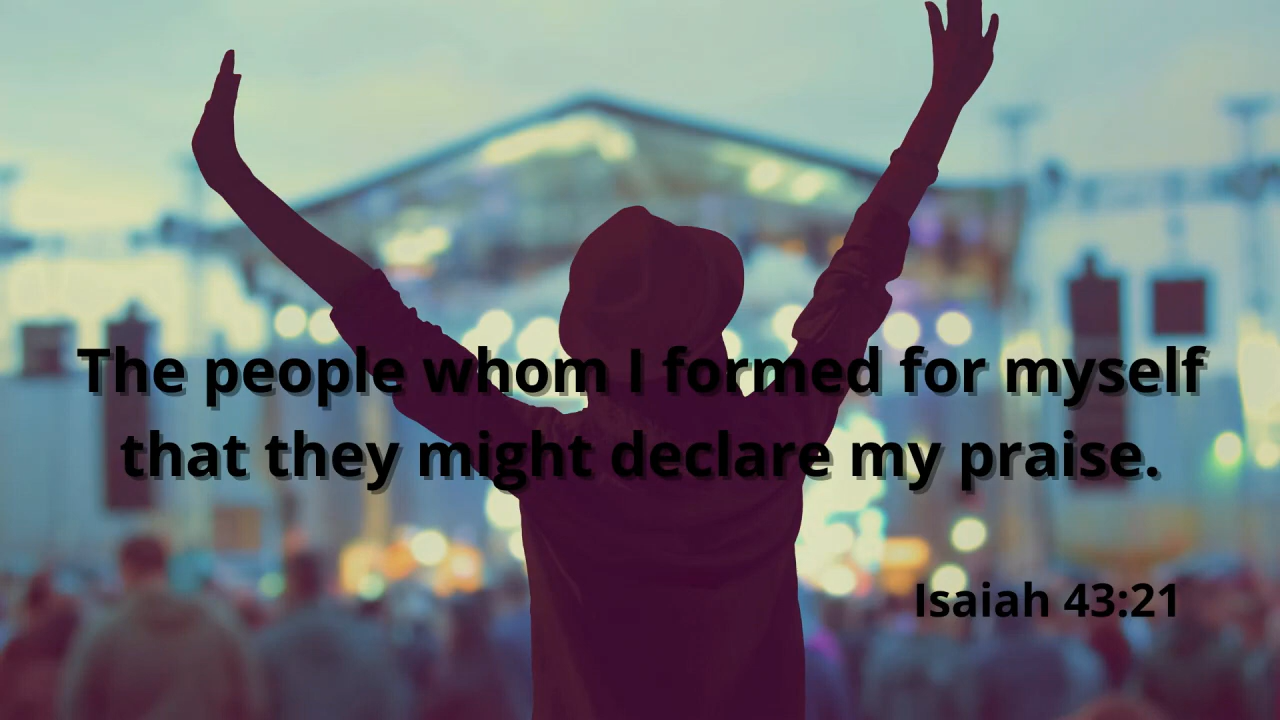 The people whom I formed for myself
that they might declare my praise.
Isaiah 43:21